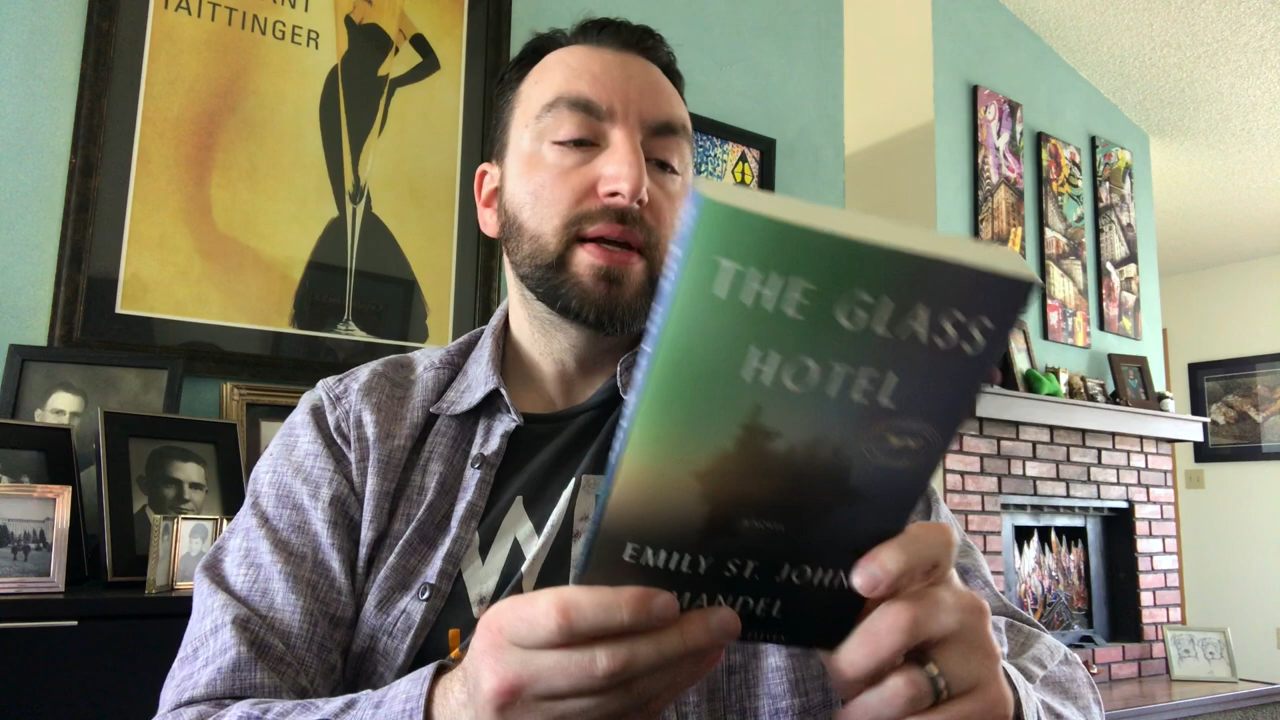 TAITTINGER
THE GLASS
HOTEL
EMILY ST. JOHN
MANDEL